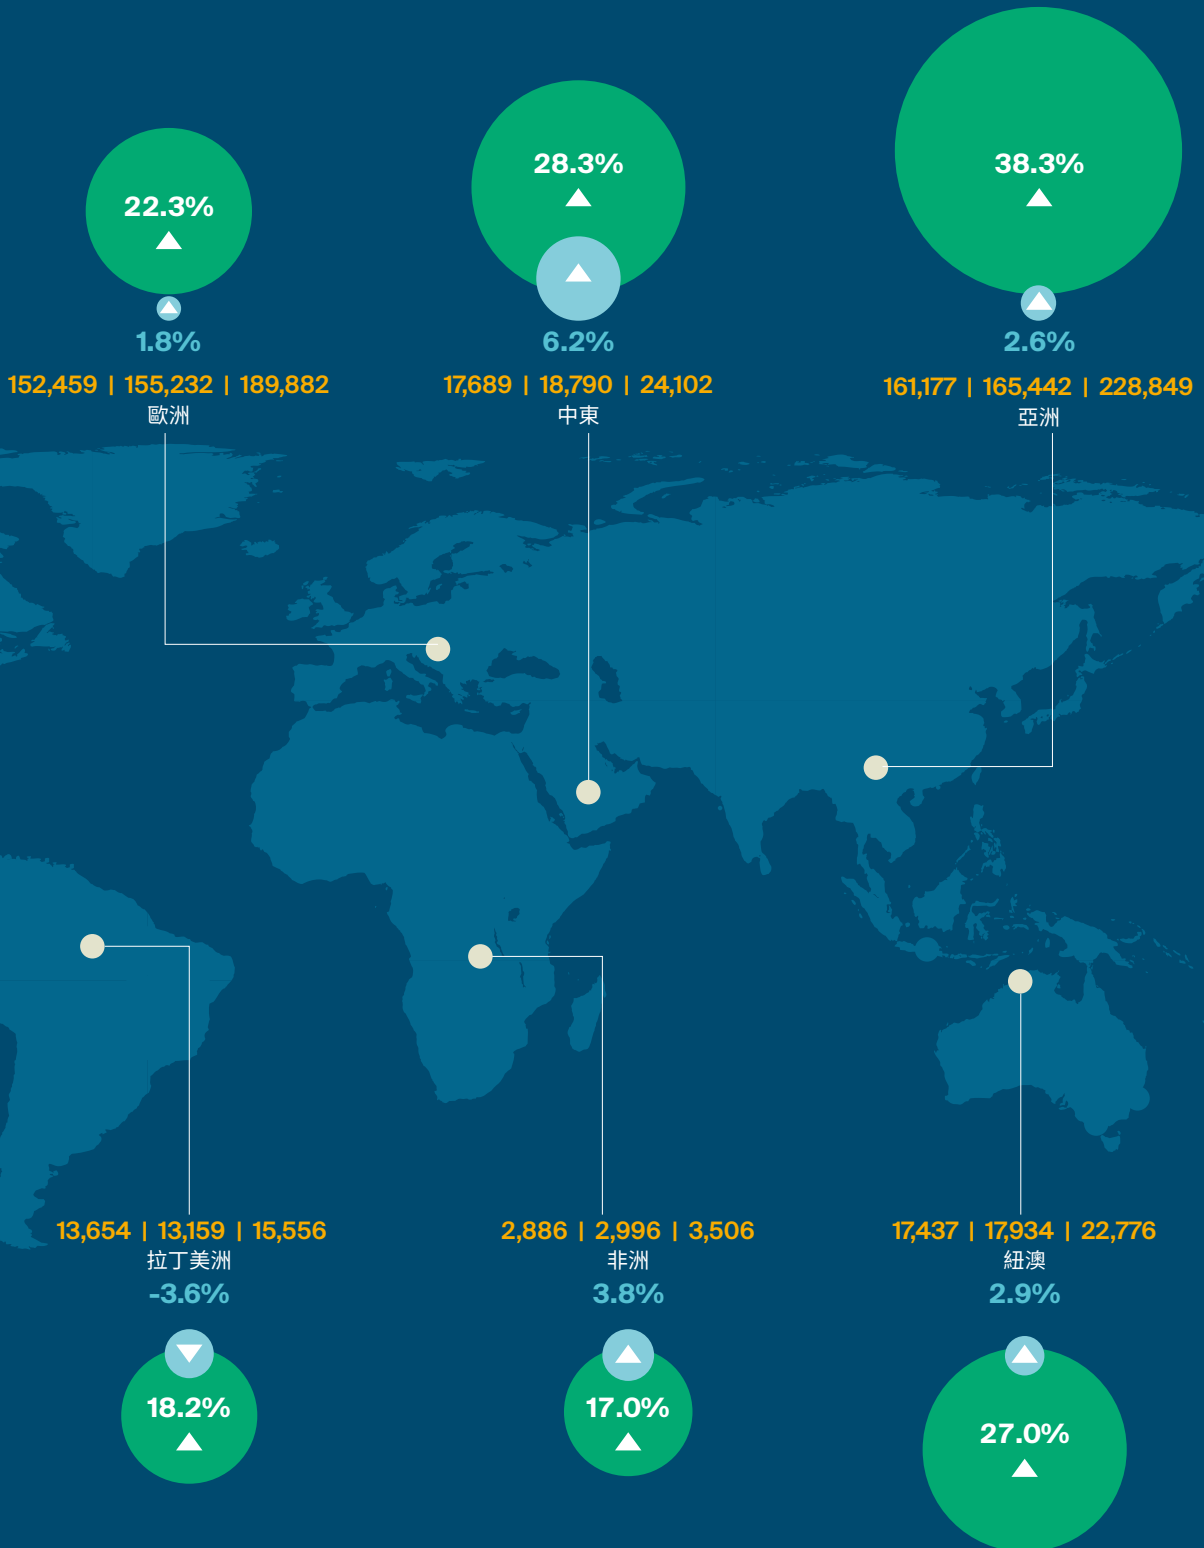 22.3%
1.8%
152,459 | 155,232 | 189,882
歐洲
28.3%
6.2%
17,689 | 18,790 | 24,102
中東
38.3%
2.6%
161,177 | 165,442 | 228,849
亞洲
13,654 | 13,159 | 15,556
拉丁美洲
-3.6%
18.2%
2,886 | 2,996 | 3,506
非洲
3.8%
17.0%
17,437 | 17,934 | 22,776
紐澳
2.9%
27.0%